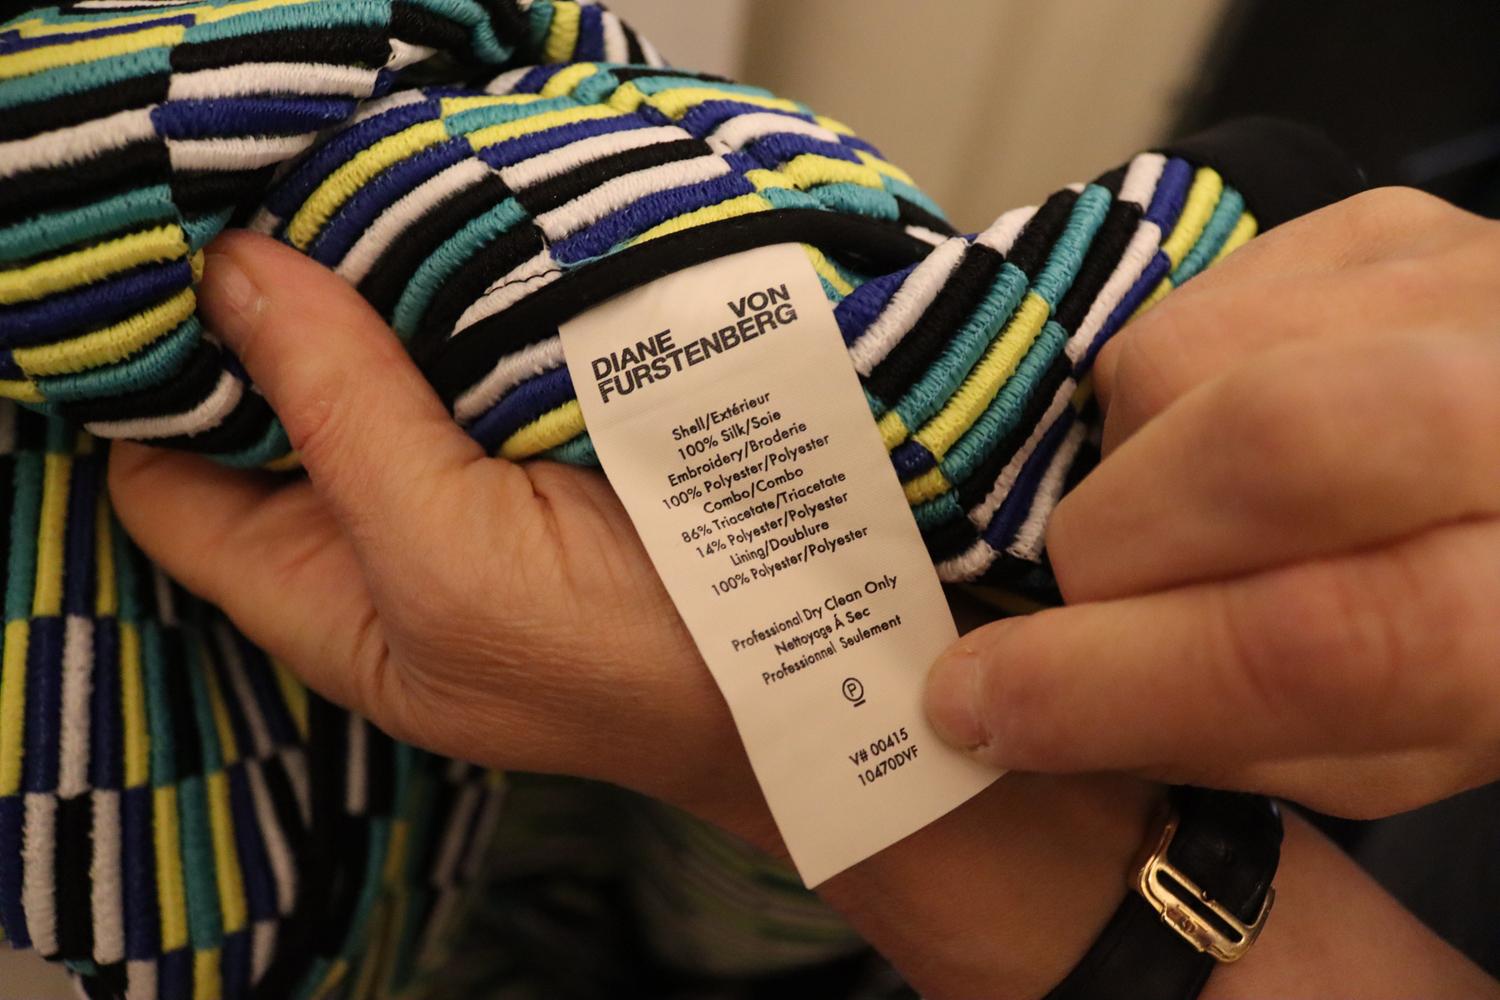 DIANE VON
FURSTENBERG
Shell/Extérieur
100% Silk/Soie
Embroidery/Broderie
100% Polyester/Polyester
Combo/Combo
86% Triacetate/Triacetate
14% Polyester/Polyester
Lining/Doublure
100% Polyester/Polyester
Professional Dry Clean Only
Nettoyage À Sec
Professionnel Seulement
P
V# 00415
10470DVF